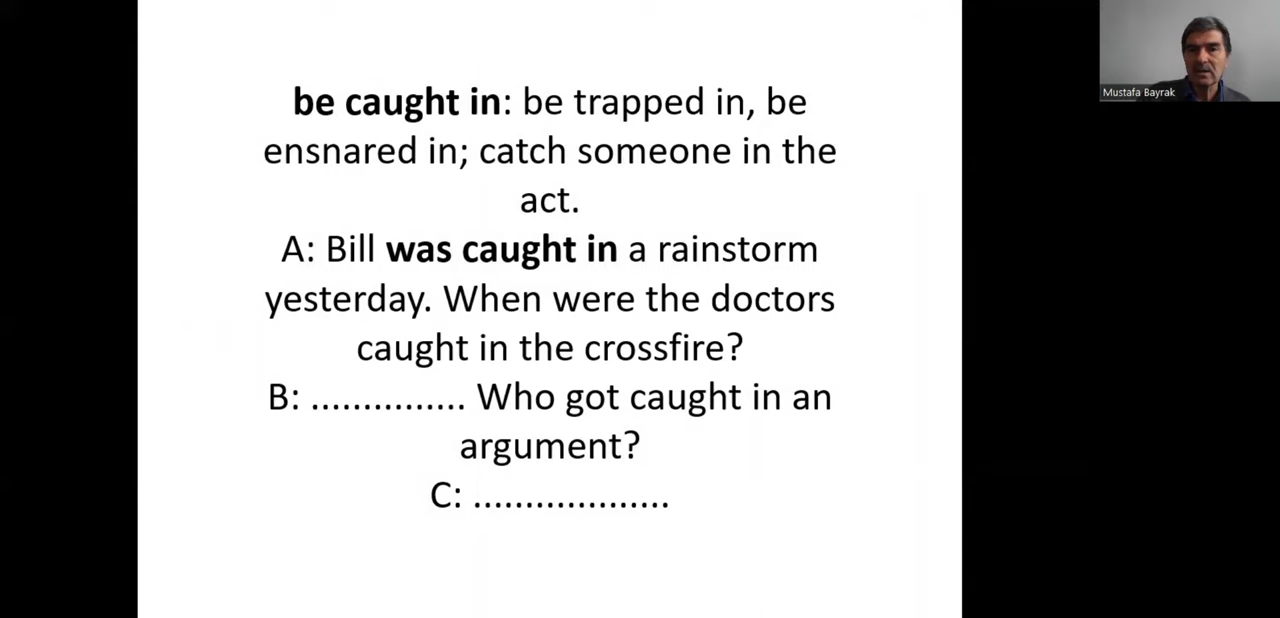 be caught in: be trapped in, be
ensnared in; catch someone in the
act.
A: Bill was caught in a rainstorm
yesterday. When were the doctors
caught in the crossfire?
B: ............... Who got caught in an
argument?
C: ...................
Mustafa Bayrak